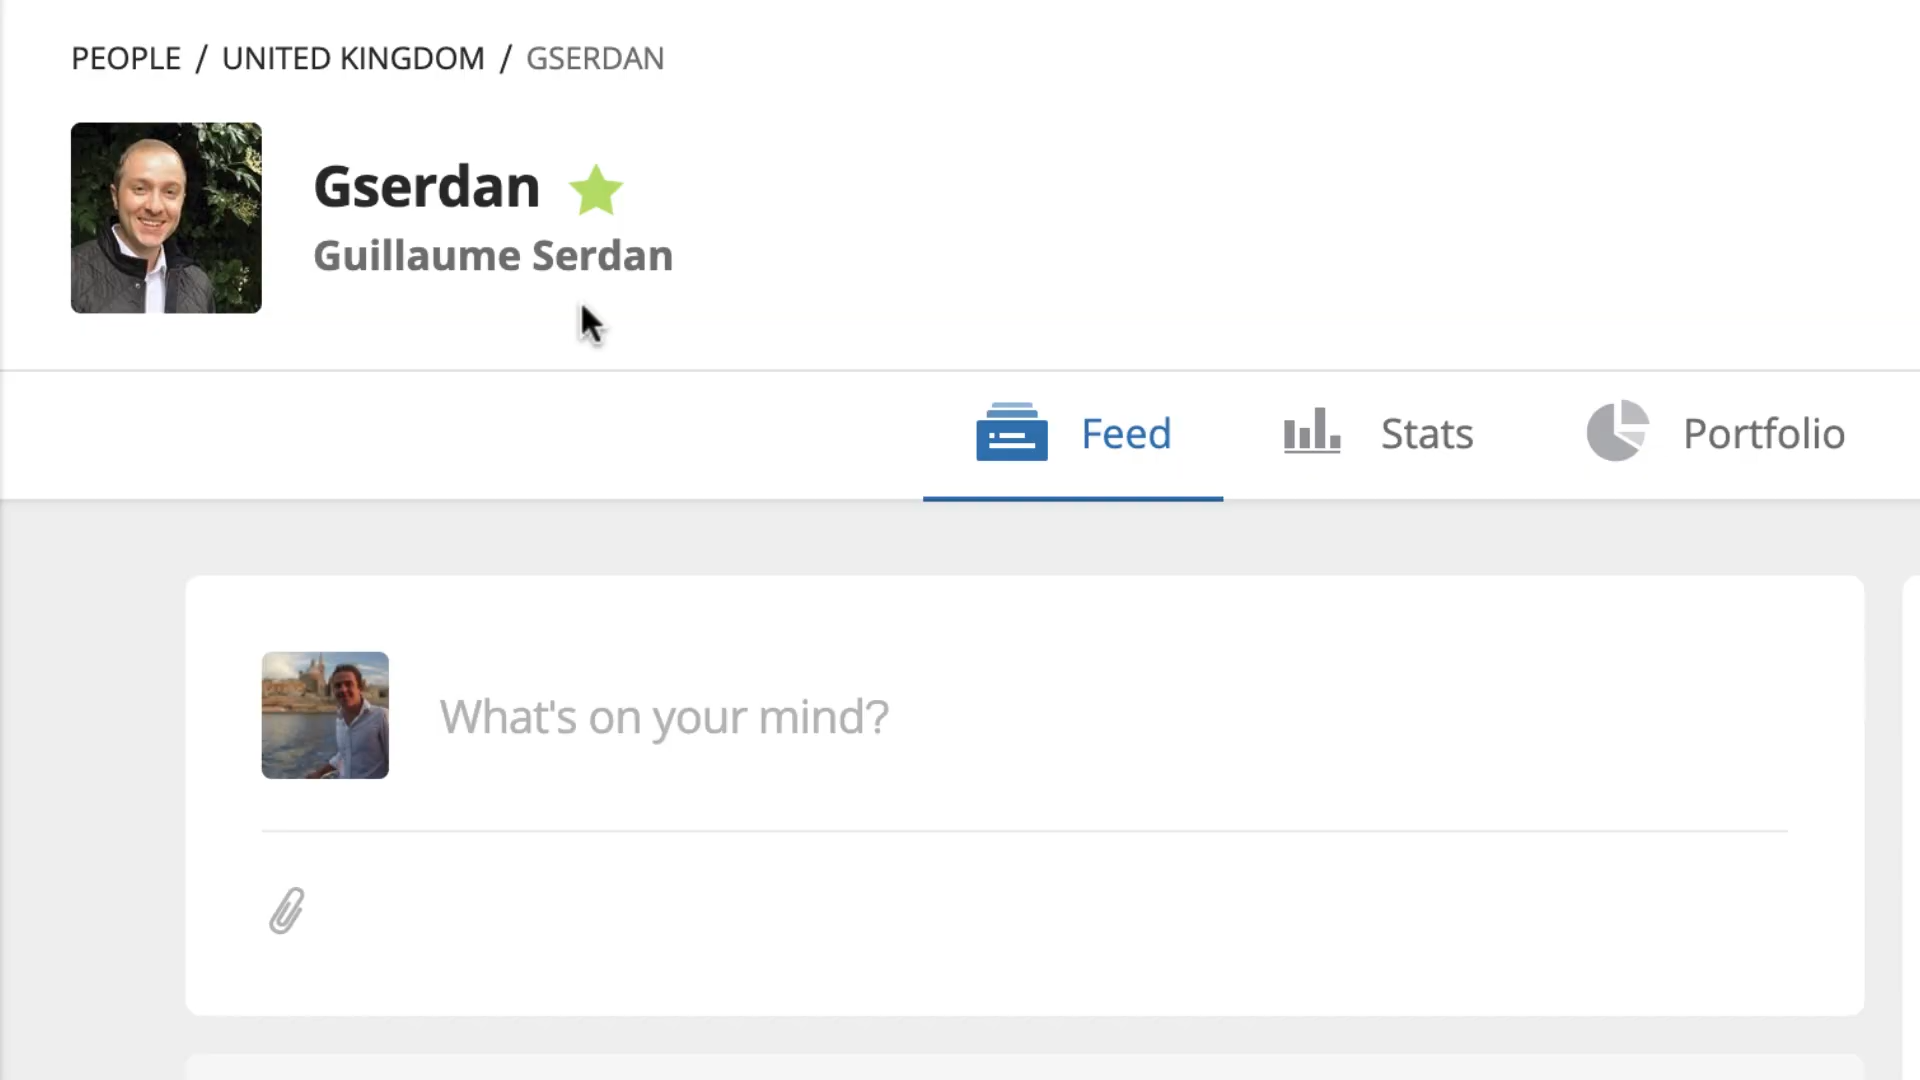 PEOPLE / UNITED KINGDOM / GSERDAN
Gserdan
Guillaume Serdan
Feed Stats Portfolio
What's on your mind?